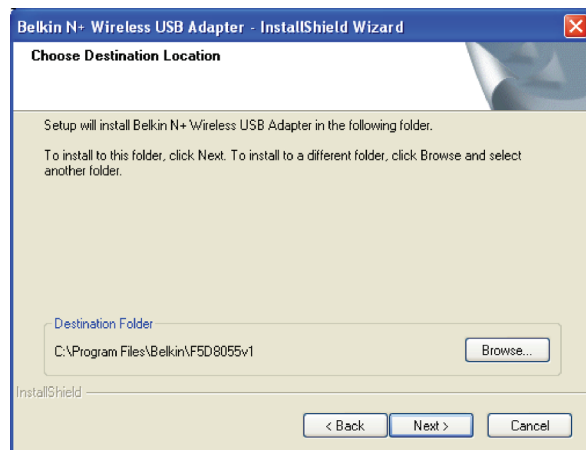 Belkin N+ Wireless USB Adapter - InstallShield Wizard
Choose Destination Location
Setup will install Belkin N+ Wireless USB Adapter in the following folder.
To install to this folder, click Next. To install to a different folder, click Browse and select
another folder.
Destination Folder
C:\Program Files\Belkin\F5D8055v1
Browse...
InstallShield
< Back
Next >
Cancel